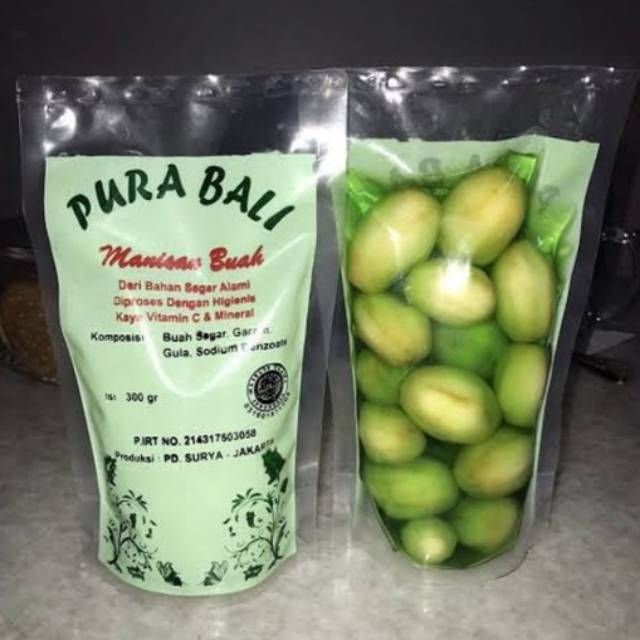 PURA BALI
Manisan Buah
Dari Bahan Segar Alami
Diproses Dengan Higienis
Kaya Vitamin C & Mineral
Komposisi Buah Segar, Garam,
Gula, Sodium Benzoate
Isi 300 gr
P.IRT NO. 214317503058
Produksi : PD. SURYA - JAKARTA